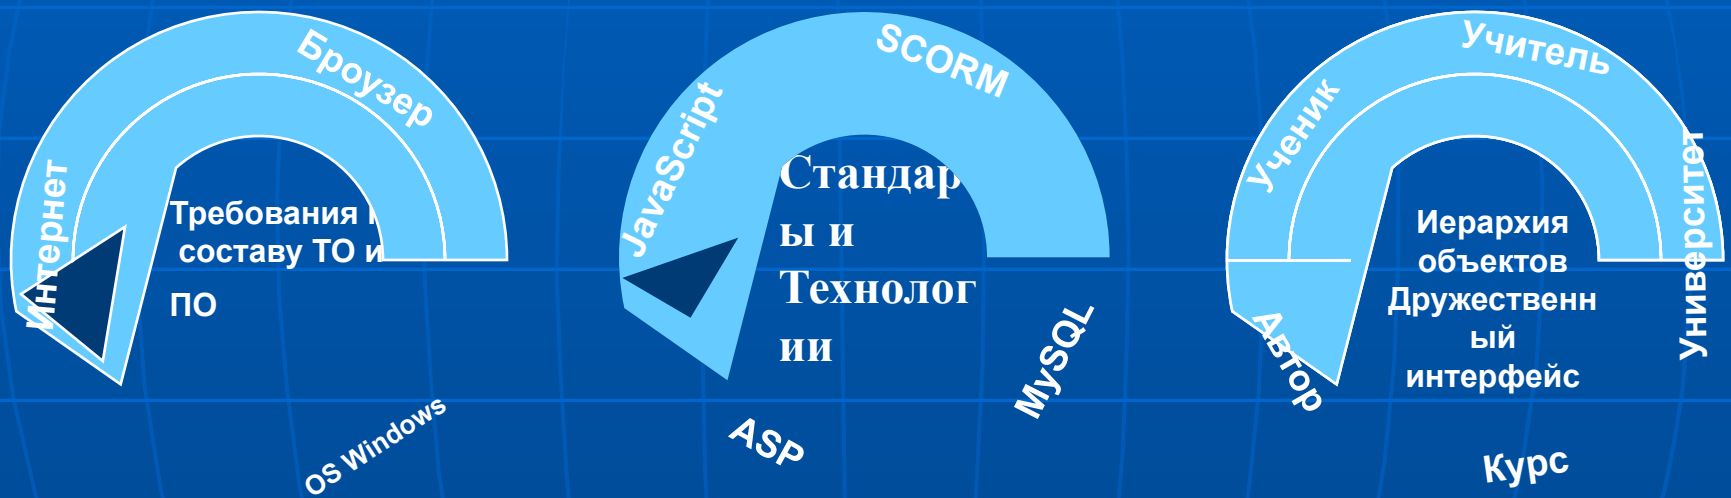 Броузер
Интернет
Требования
составу ТО и
ПО
OS Windows
SCORM
JavaScript
Стандар
ы и
Технолог
ии
MySQL
ASP
Учитель
Ученик
Университет
Иерархия
объектов
Дружественн
ый
интерфейс
Автор
Курс